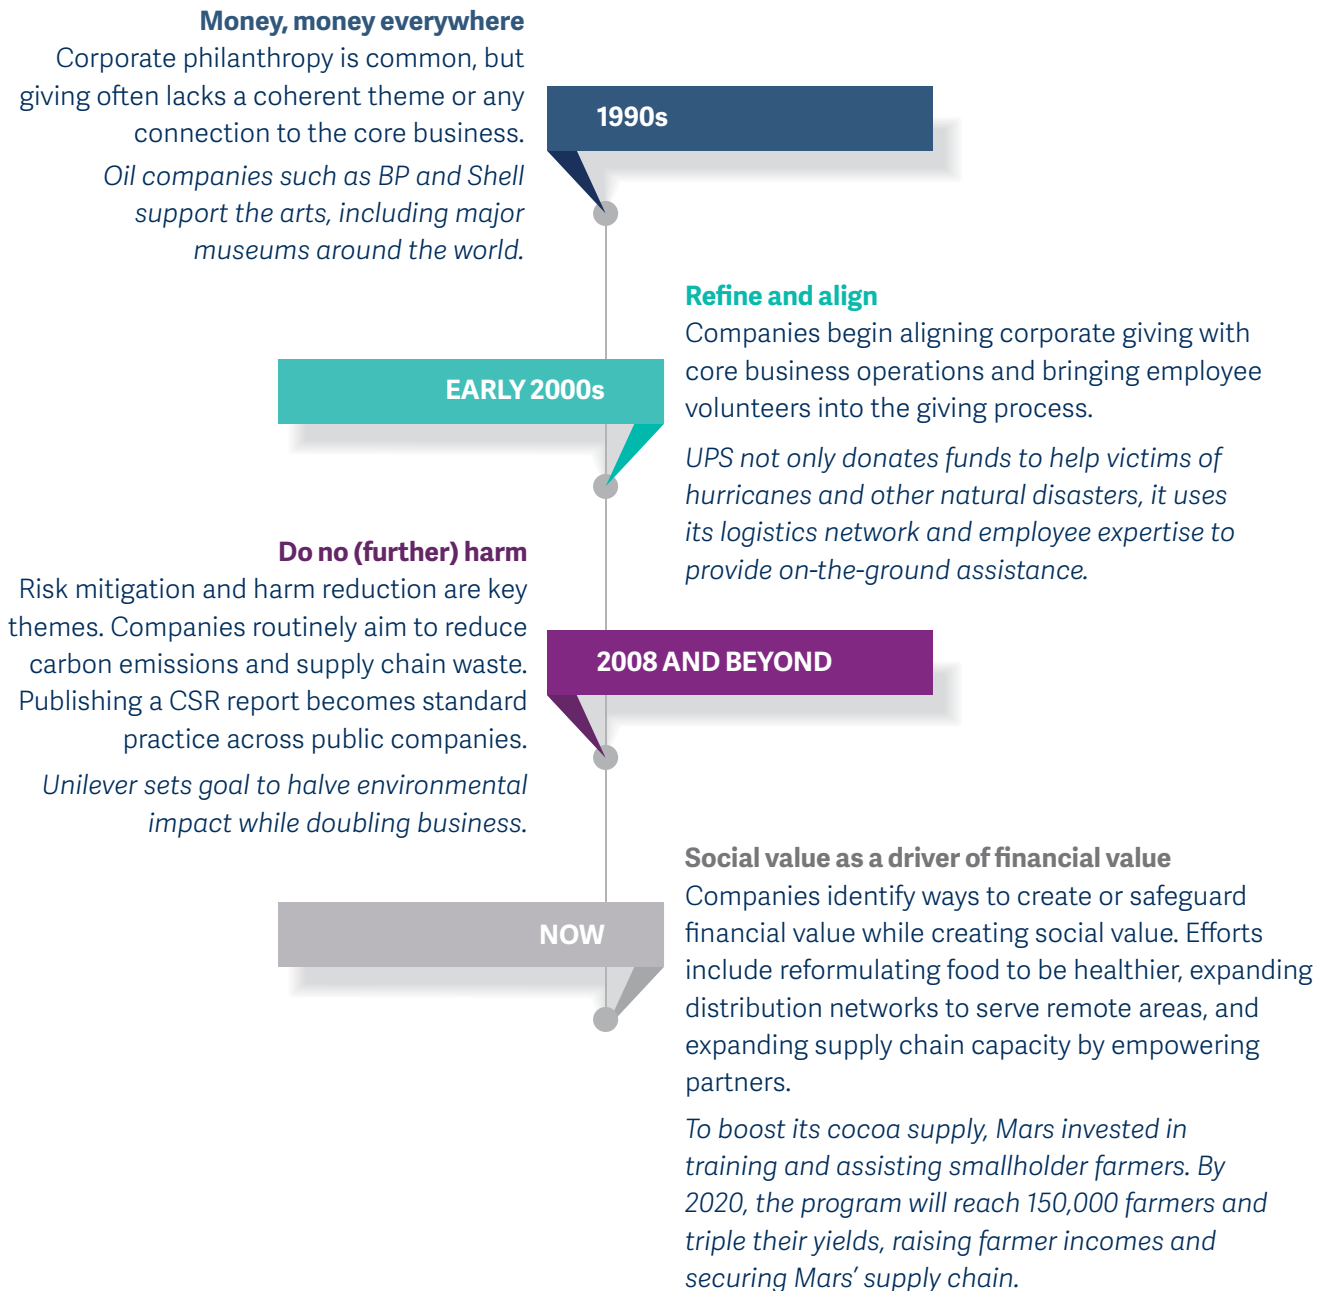 Money, money everywhere
Corporate philanthropy is common, but
giving often lacks a coherent theme or any
connection to the core business.
Oil companies such as BP and Shell
support the arts, including major
museums around the world.
1990s
Refine and align
Companies begin aligning corporate giving with
core business operations and bringing employee
volunteers into the giving process.
UPS not only donates funds to help victims of
hurricanes and other natural disasters, it uses
its logistics network and employee expertise to
provide on-the-ground assistance.
EARLY 2000s
Do no (further) harm
Risk mitigation and harm reduction are key
themes. Companies routinely aim to reduce
carbon emissions and supply chain waste.
Publishing a CSR report becomes standard
practice across public companies.
Unilever sets goal to halve environmental
impact while doubling business.
2008 AND BEYOND
Social value as a driver of financial value
Companies identify ways to create or safeguard
financial value while creating social value. Efforts
include reformulating food to be healthier, expanding
distribution networks to serve remote areas, and
expanding supply chain capacity by empowering
partners.
To boost its cocoa supply, Mars invested in
training and assisting smallholder farmers. By
2020, the program will reach 150,000 farmers and
triple their yields, raising farmer incomes and
securing Mars’ supply chain.
NOW